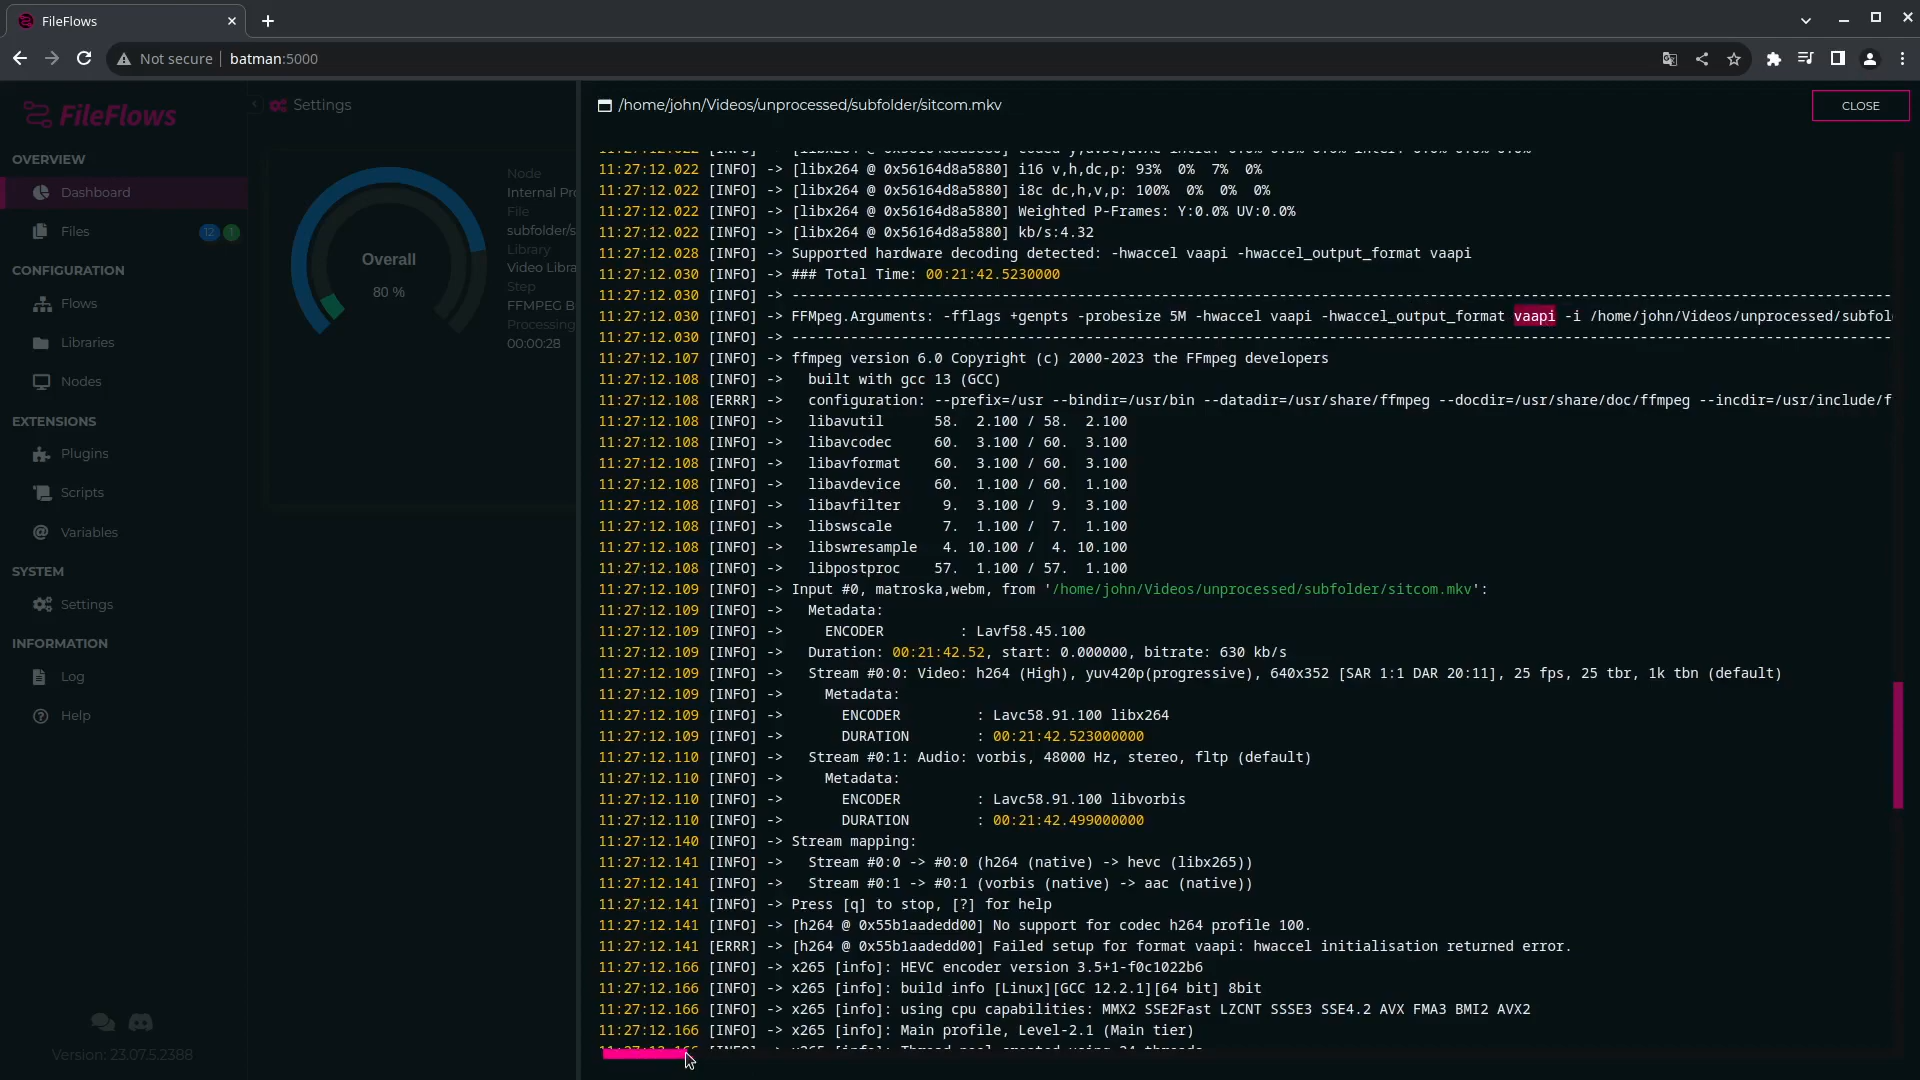 FileFlows
Not secure
batman:5000
FileFlows
OVERVIEW
Dashboard
Files
12
1
CONFIGURATION
Flows
Libraries
Nodes
EXTENSIONS
Plugins
Scripts
Variables
SYSTEM
Settings
INFORMATION
Log
Help
Version: 23.07.5.2388
Settings
Overall
80 %
Node
Internal Pr
File
subfolder/s
Library
Video Libra
Step
FFMPEG B
Processing
00:00:28
/home/john/Videos/unprocessed/subfolder/sitcom.mkv
CLOSE
11:27:12.022 [INFO] -> [libx264 @ 0x56164d8a5880] i16 v,h,dc,p: 93%  0%  7%  0%
11:27:12.022 [INFO] -> [libx264 @ 0x56164d8a5880] i8c dc,h,v,p: 100%  0%  0%  0%
11:27:12.022 [INFO] -> [libx264 @ 0x56164d8a5880] Weighted P-Frames: Y:0.0% UV:0.0%
11:27:12.022 [INFO] -> [libx264 @ 0x56164d8a5880] kb/s:4.32
11:27:12.028 [INFO] -> Supported hardware decoding detected: -hwaccel vaapi -hwaccel_output_format vaapi
11:27:12.030 [INFO] -> ### Total Time: 00:21:42.5230000
11:27:12.030 [INFO] -> -----------------------------------------------------------------------------------------------------------------------------------
11:27:12.030 [INFO] -> FFMpeg.Arguments: -fflags +genpts -probesize 5M -hwaccel vaapi -hwaccel_output_format vaapi -i /home/john/Videos/unprocessed/subfol
11:27:12.030 [INFO] -> -----------------------------------------------------------------------------------------------------------------------------------
11:27:12.107 [INFO] -> ffmpeg version 6.0 Copyright (c) 2000-2023 the FFmpeg developers
11:27:12.108 [INFO] ->   built with gcc 13 (GCC)
11:27:12.108 [ERRR] ->   configuration: --prefix=/usr --bindir=/usr/bin --datadir=/usr/share/ffmpeg --docdir=/usr/share/doc/ffmpeg --incdir=/usr/include/f
11:27:12.108 [INFO] ->   libavutil      58.  2.100 / 58.  2.100
11:27:12.108 [INFO] ->   libavcodec     60.  3.100 / 60.  3.100
11:27:12.108 [INFO] ->   libavformat    60.  3.100 / 60.  3.100
11:27:12.108 [INFO] ->   libavdevice    60.  1.100 / 60.  1.100
11:27:12.108 [INFO] ->   libavfilter     9.  3.100 /  9.  3.100
11:27:12.108 [INFO] ->   libswscale      7.  1.100 /  7.  1.100
11:27:12.108 [INFO] ->   libswresample   4. 10.100 /  4. 10.100
11:27:12.108 [INFO] ->   libpostproc    57.  1.100 / 57.  1.100
11:27:12.109 [INFO] -> Input #0, matroska,webm, from '/home/john/Videos/unprocessed/subfolder/sitcom.mkv':
11:27:12.109 [INFO] ->   Metadata:
11:27:12.109 [INFO] ->     ENCODER         : Lavf58.45.100
11:27:12.109 [INFO] ->   Duration: 00:21:42.52, start: 0.000000, bitrate: 630 kb/s
11:27:12.109 [INFO] ->   Stream #0:0: Video: h264 (High), yuv420p(progressive), 640x352 [SAR 1:1 DAR 20:11], 25 fps, 25 tbr, 1k tbn (default)
11:27:12.109 [INFO] ->     Metadata:
11:27:12.109 [INFO] ->       ENCODER         : Lavc58.91.100 libx264
11:27:12.109 [INFO] ->       DURATION        : 00:21:42.523000000
11:27:12.110 [INFO] ->   Stream #0:1: Audio: vorbis, 48000 Hz, stereo, fltp (default)
11:27:12.110 [INFO] ->     Metadata:
11:27:12.110 [INFO] ->       ENCODER         : Lavc58.91.100 libvorbis
11:27:12.110 [INFO] ->       DURATION        : 00:21:42.499000000
11:27:12.140 [INFO] -> Stream mapping:
11:27:12.141 [INFO] ->   Stream #0:0 -> #0:0 (h264 (native) -> hevc (libx265))
11:27:12.141 [INFO] ->   Stream #0:1 -> #0:1 (vorbis (native) -> aac (native))
11:27:12.141 [INFO] -> Press [q] to stop, [?] for help
11:27:12.141 [INFO] -> [h264 @ 0x55b1aadedd00] No support for codec h264 profile 100.
11:27:12.141 [ERRR] -> [h264 @ 0x55b1aadedd00] Failed setup for format vaapi: hwaccel initialisation returned error.
11:27:12.166 [INFO] -> x265 [info]: HEVC encoder version 3.5+1-f0c1022b6
11:27:12.166 [INFO] -> x265 [info]: build info [Linux][GCC 12.2.1][64 bit] 8bit
11:27:12.166 [INFO] -> x265 [info]: using cpu capabilities: MMX2 SSE2Fast LZCNT SSSE3 SSE4.2 AVX FMA3 BMI2 AVX2
11:27:12.166 [INFO] -> x265 [info]: Main profile, Level-2.1 (Main tier)